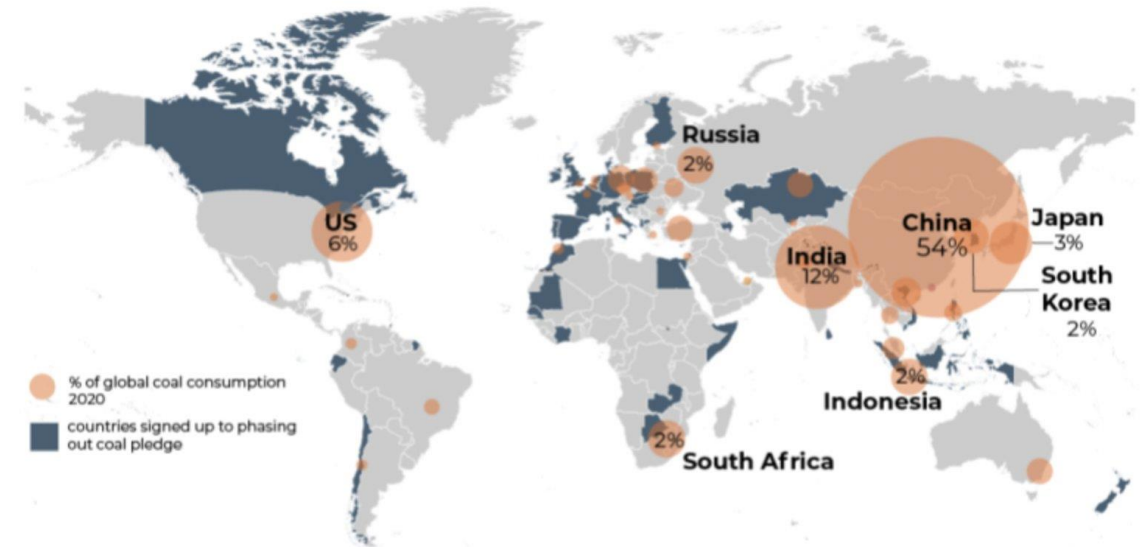 Russia
2%
US
6%
China
54%
Japan
3%
India
12%
South
Korea
2%
% of global coal consumption
2020
countries signed up to phasing
out coal pledge
2%
Indonesia
2%
South Africa